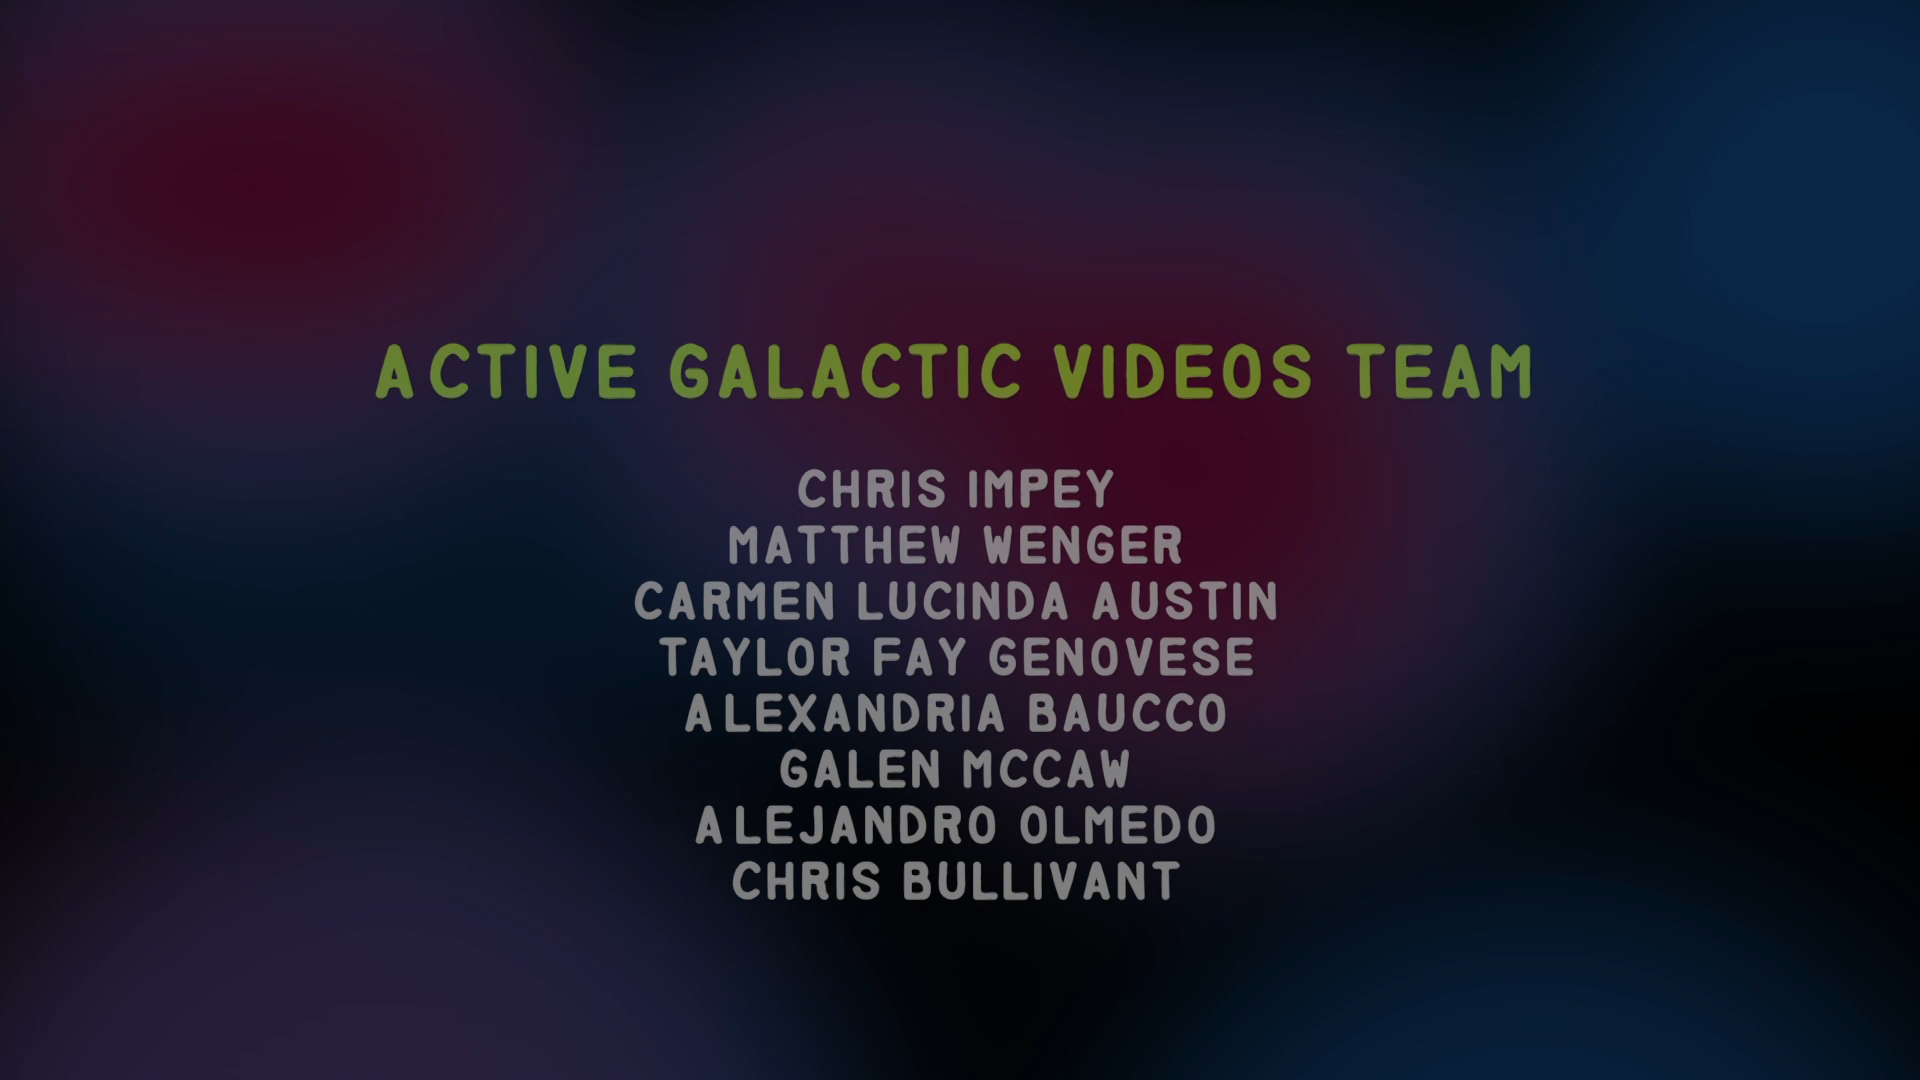 ACTIVE GALACTIC VIDEOS TEAM
CHRIS IMPEY
MATTHEW WENGER
CARMEN LUCINDA AUSTIN
TAYLOR FAY GENOVESE
ALEXANDRIA BAUCCO
GALEN MCCAW
ALEJANDRO OLMEDO
CHRIS BULLIVANT